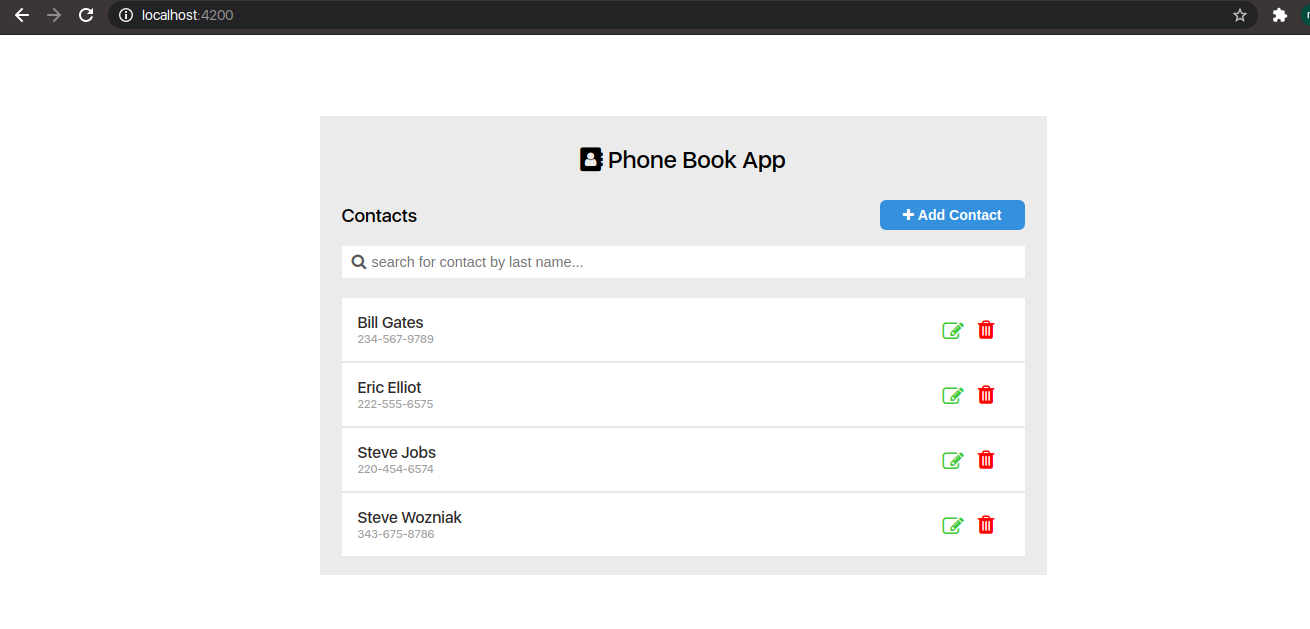 localhost:4200
Phone Book App
Contacts
Add Contact
search for contact by last name...
Bill Gates
234-567-9789
Eric Elliot
222-555-6575
Steve Jobs
220-454-6574
Steve Wozniak
343-675-8786